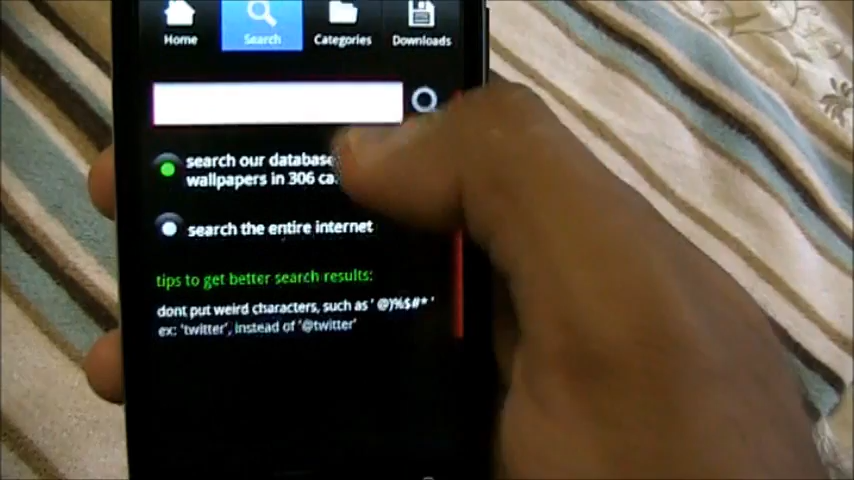 Home Search Categories Downloads
search our database
wallpapers in 306
search the entire internet
tips to get better search results:
dont put weird characters, such as ' @)%$#* '
ex: 'twitter', instead of '@twitter'